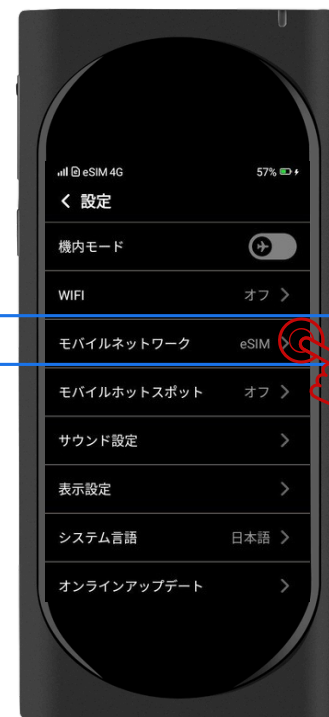 eSIM 4G 57%
設定
機内モード
WIFI オフ
モバイルネットワーク eSIM
モバイルホットスポット オフ
サウンド設定
表示設定
システム言語 日本語
オンラインアップデート